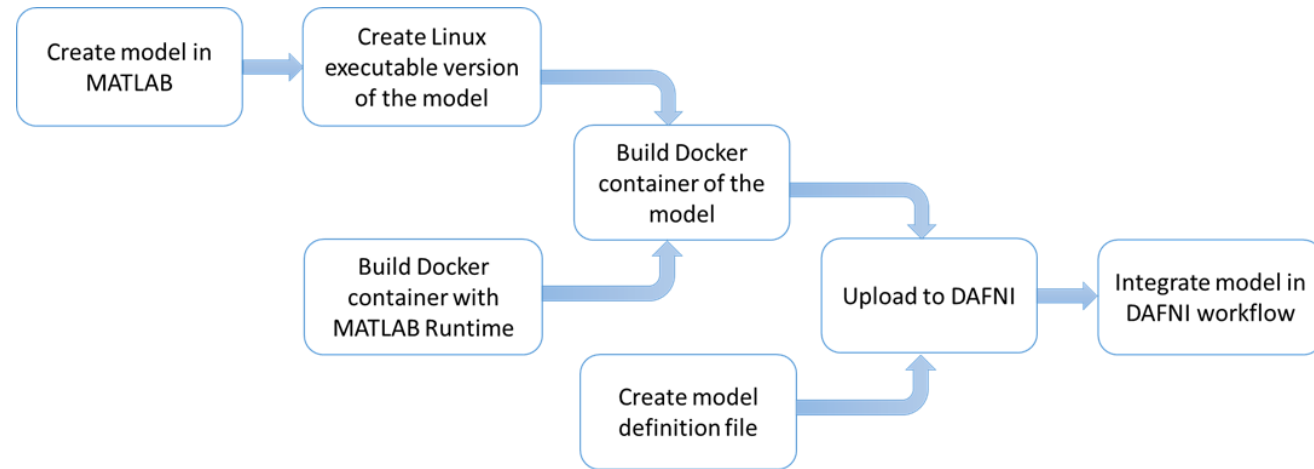 Create model in
MATLAB
Create Linux
executable version
of the model
Build Docker
container of the
model
Build Docker
container with
MATLAB Runtime
Upload to DAFNI
Integrate model in
DAFNI workflow
Create model
definition file